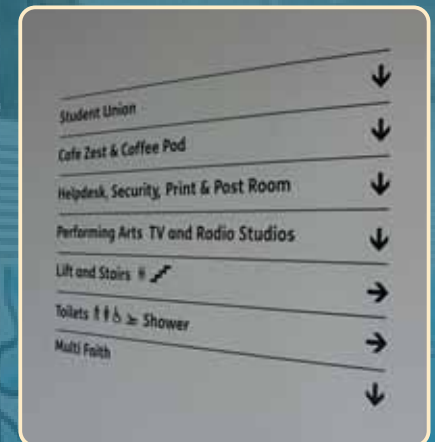 Student Union
Cafe Zest & Coffee Pod
Helpdesk, Security, Print & Post Room
Performing Arts TV and Radio Studios
Lift and Stairs
Toilets Shower
Multi Faith